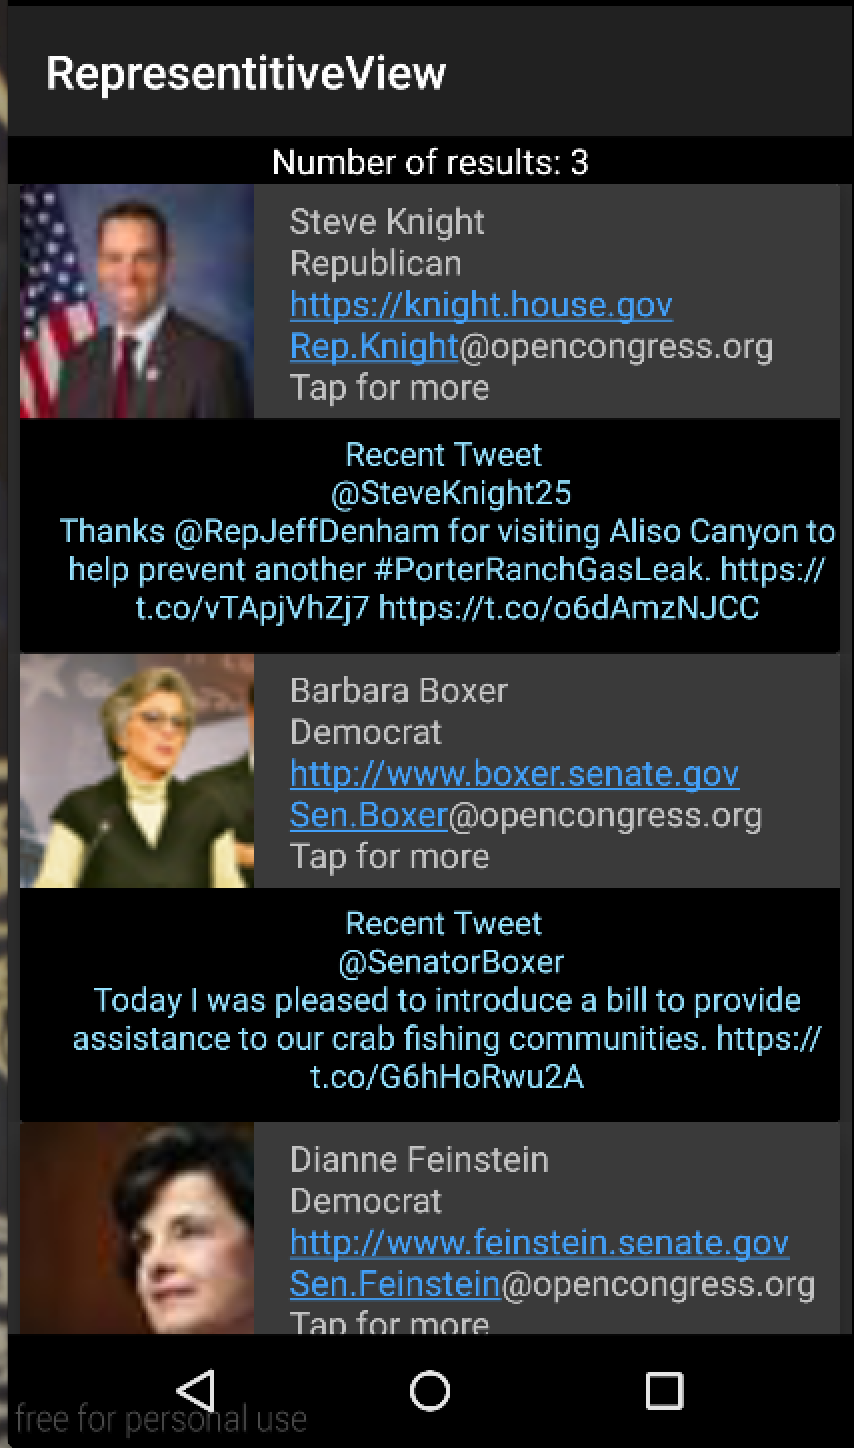 RepresentitiveView
Number of results: 3
Steve Knight
Republican
https://knight.house.gov
Rep.Knight@opencongress.org
Tap for more
Recent Tweet
@SteveKnight25
Thanks @RepJeffDenham for visiting Aliso Canyon to
help prevent another #PorterRanchGasLeak. https://
t.co/vTApjVhZj7 https://t.co/o6dAmzNJCC
Barbara Boxer
Democrat
http://www.boxer.senate.gov
Sen.Boxer@opencongress.org
Tap for more
Recent Tweet
@SenatorBoxer
Today I was pleased to introduce a bill to provide
assistance to our crab fishing communities. https://
t.co/G6hHoRwu2A
Dianne Feinstein
Democrat
http://www.feinstein.senate.gov
Sen.Feinstein@opencongress.org
Tap for more
free for personal use